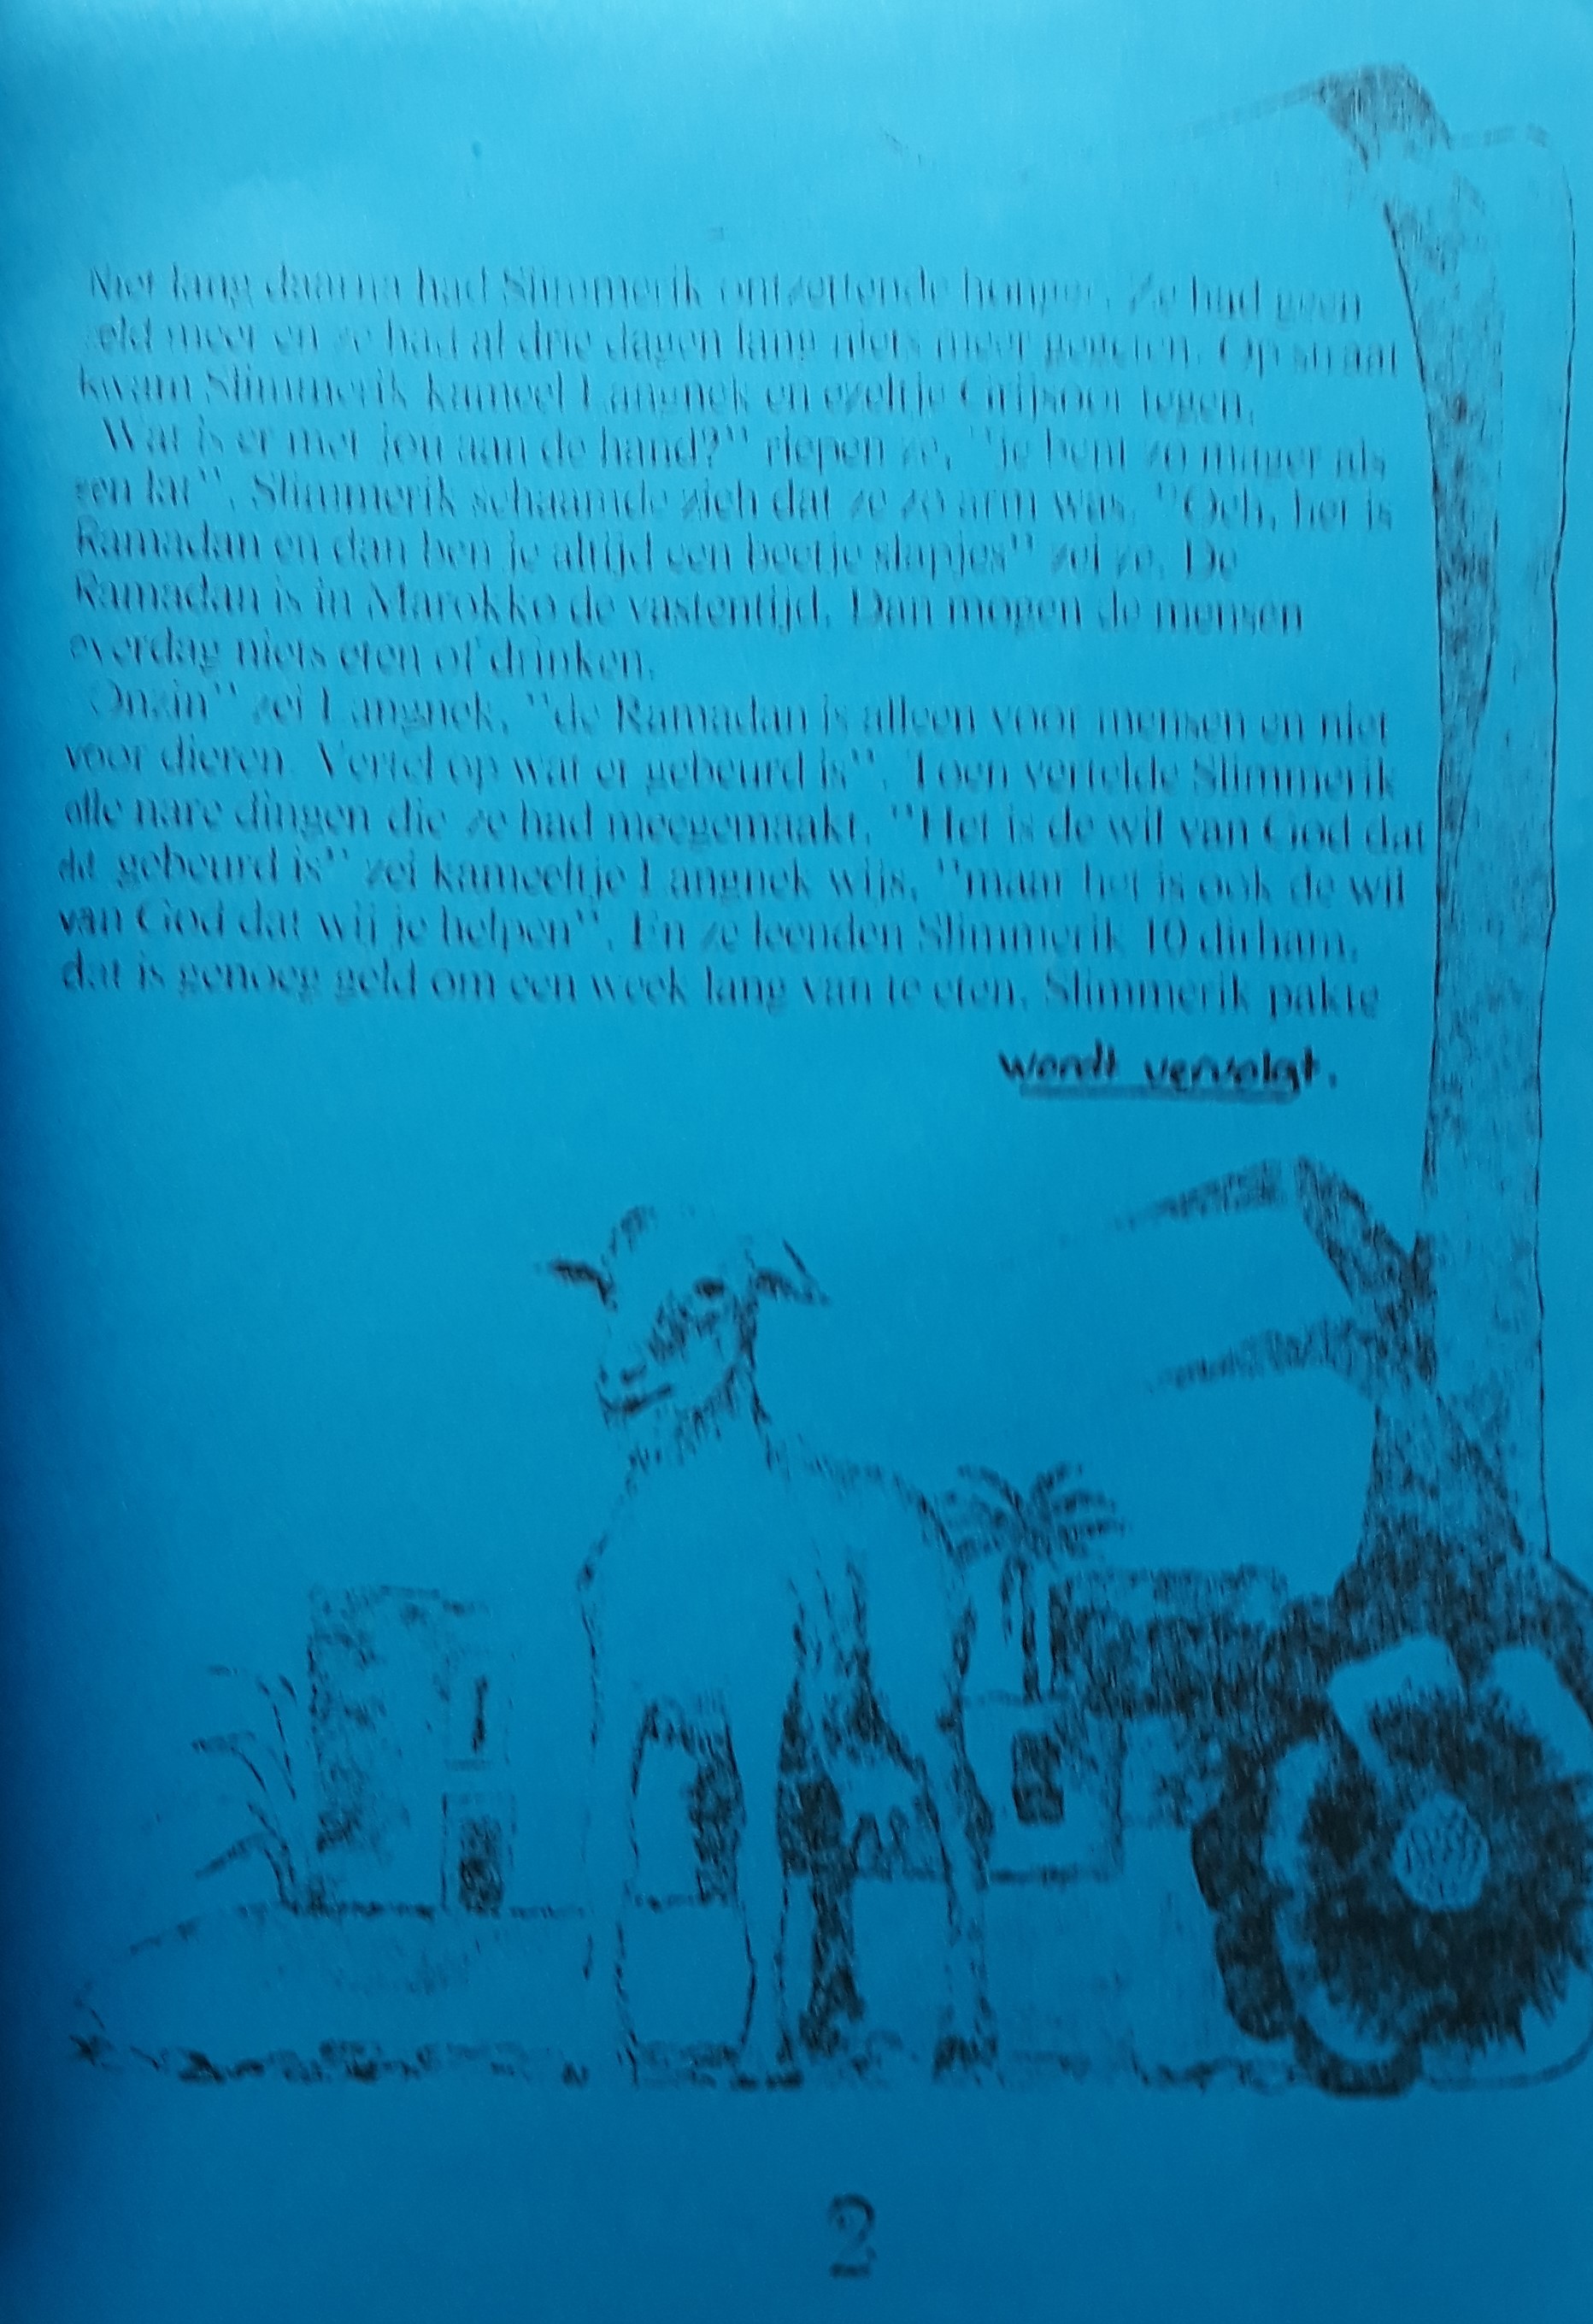 Niet lang daarna had Slimmerik ontzettende honger. Ze had geen
geld meer en ze had al drie dagen lang niets meer gegeten. Op straat
kwam Slimmerik kameel Langnek en ezeltje Grijsoor tegen.
Wat is er met jou aan de hand?" riepen ze, "je bent zo mager als
een lat". Slimmerik schaamde zich dat ze zo arm was. "Och, het is
Ramadan en dan ben je altijd een beetje slapjes" zei ze. De
Ramadan is in Marokko de vastentijd. Dan mogen de mensen
overdag niets eten of drinken.
Onzin" zei Langnek, "de Ramadan is alleen voor mensen en niet
voor dieren. Vertel op wat er gebeurd is". Toen vertelde Slimmerik
alle nare dingen die ze had meegemaakt. "Het is de wil van God dat
dit gebeurd is" zei kameeltje Langnek wijs, "maar het is ook de wil
van God dat wij je helpen". En ze leenden Slimmerik 10 dirham,
dat is genoeg geld om een week lang van te eten. Slimmerik pakte
wordt vervolgt.
2